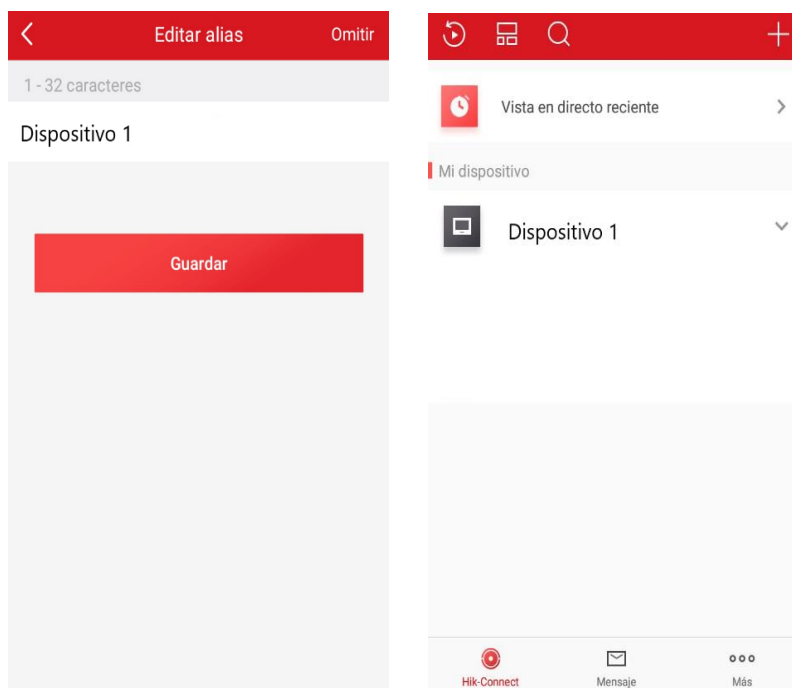 Editar alias
Omitir
1 - 32 caracteres
Dispositivo 1
Guardar
Vista en directo reciente
Mi dispositivo
Dispositivo 1
Hik-Connect
Mensaje
Más